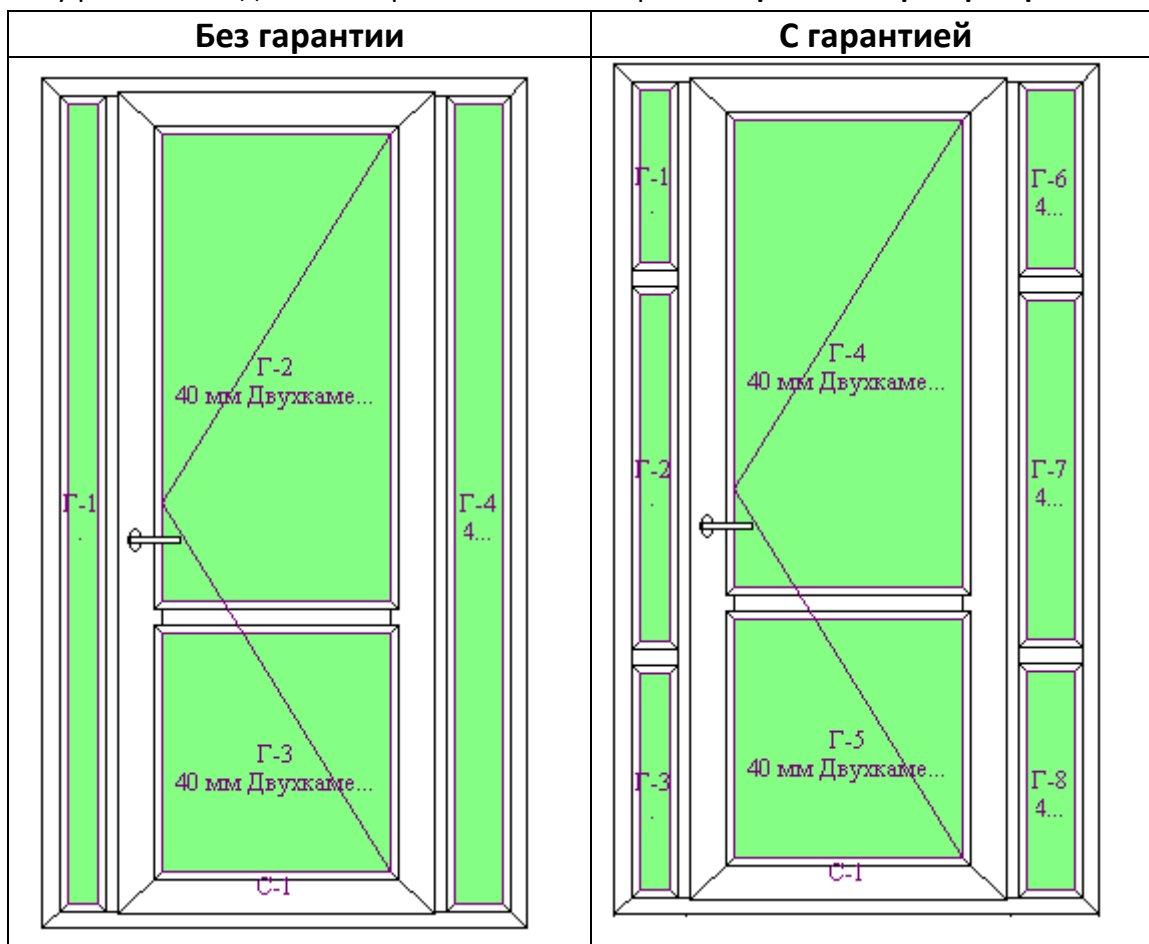 Без гарантии
С гарантией
Г-1
.
Г-2
40 мм Двухкаме...
Г-4
4...
Г-3
40 мм Двухкаме...
С-1
Г-1
.
Г-6
4...
Г-4
40 мм Двухкаме...
Г-2
.
Г-7
4...
Г-5
40 мм Двухкаме...
Г-3
.
Г-8
4...
С-1